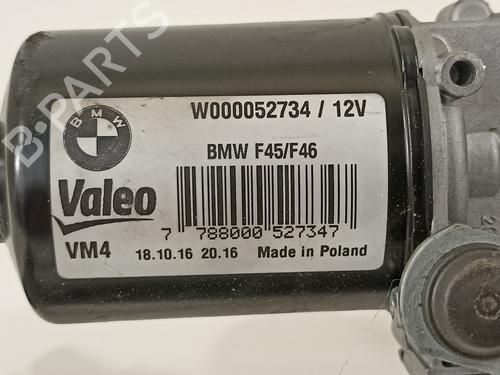 B-PARTS
W000052734 / 12V
BMW
BMW F45/F46
Valeo
7 788000 527347
VM4 18.10.16 20.16 Made in Poland